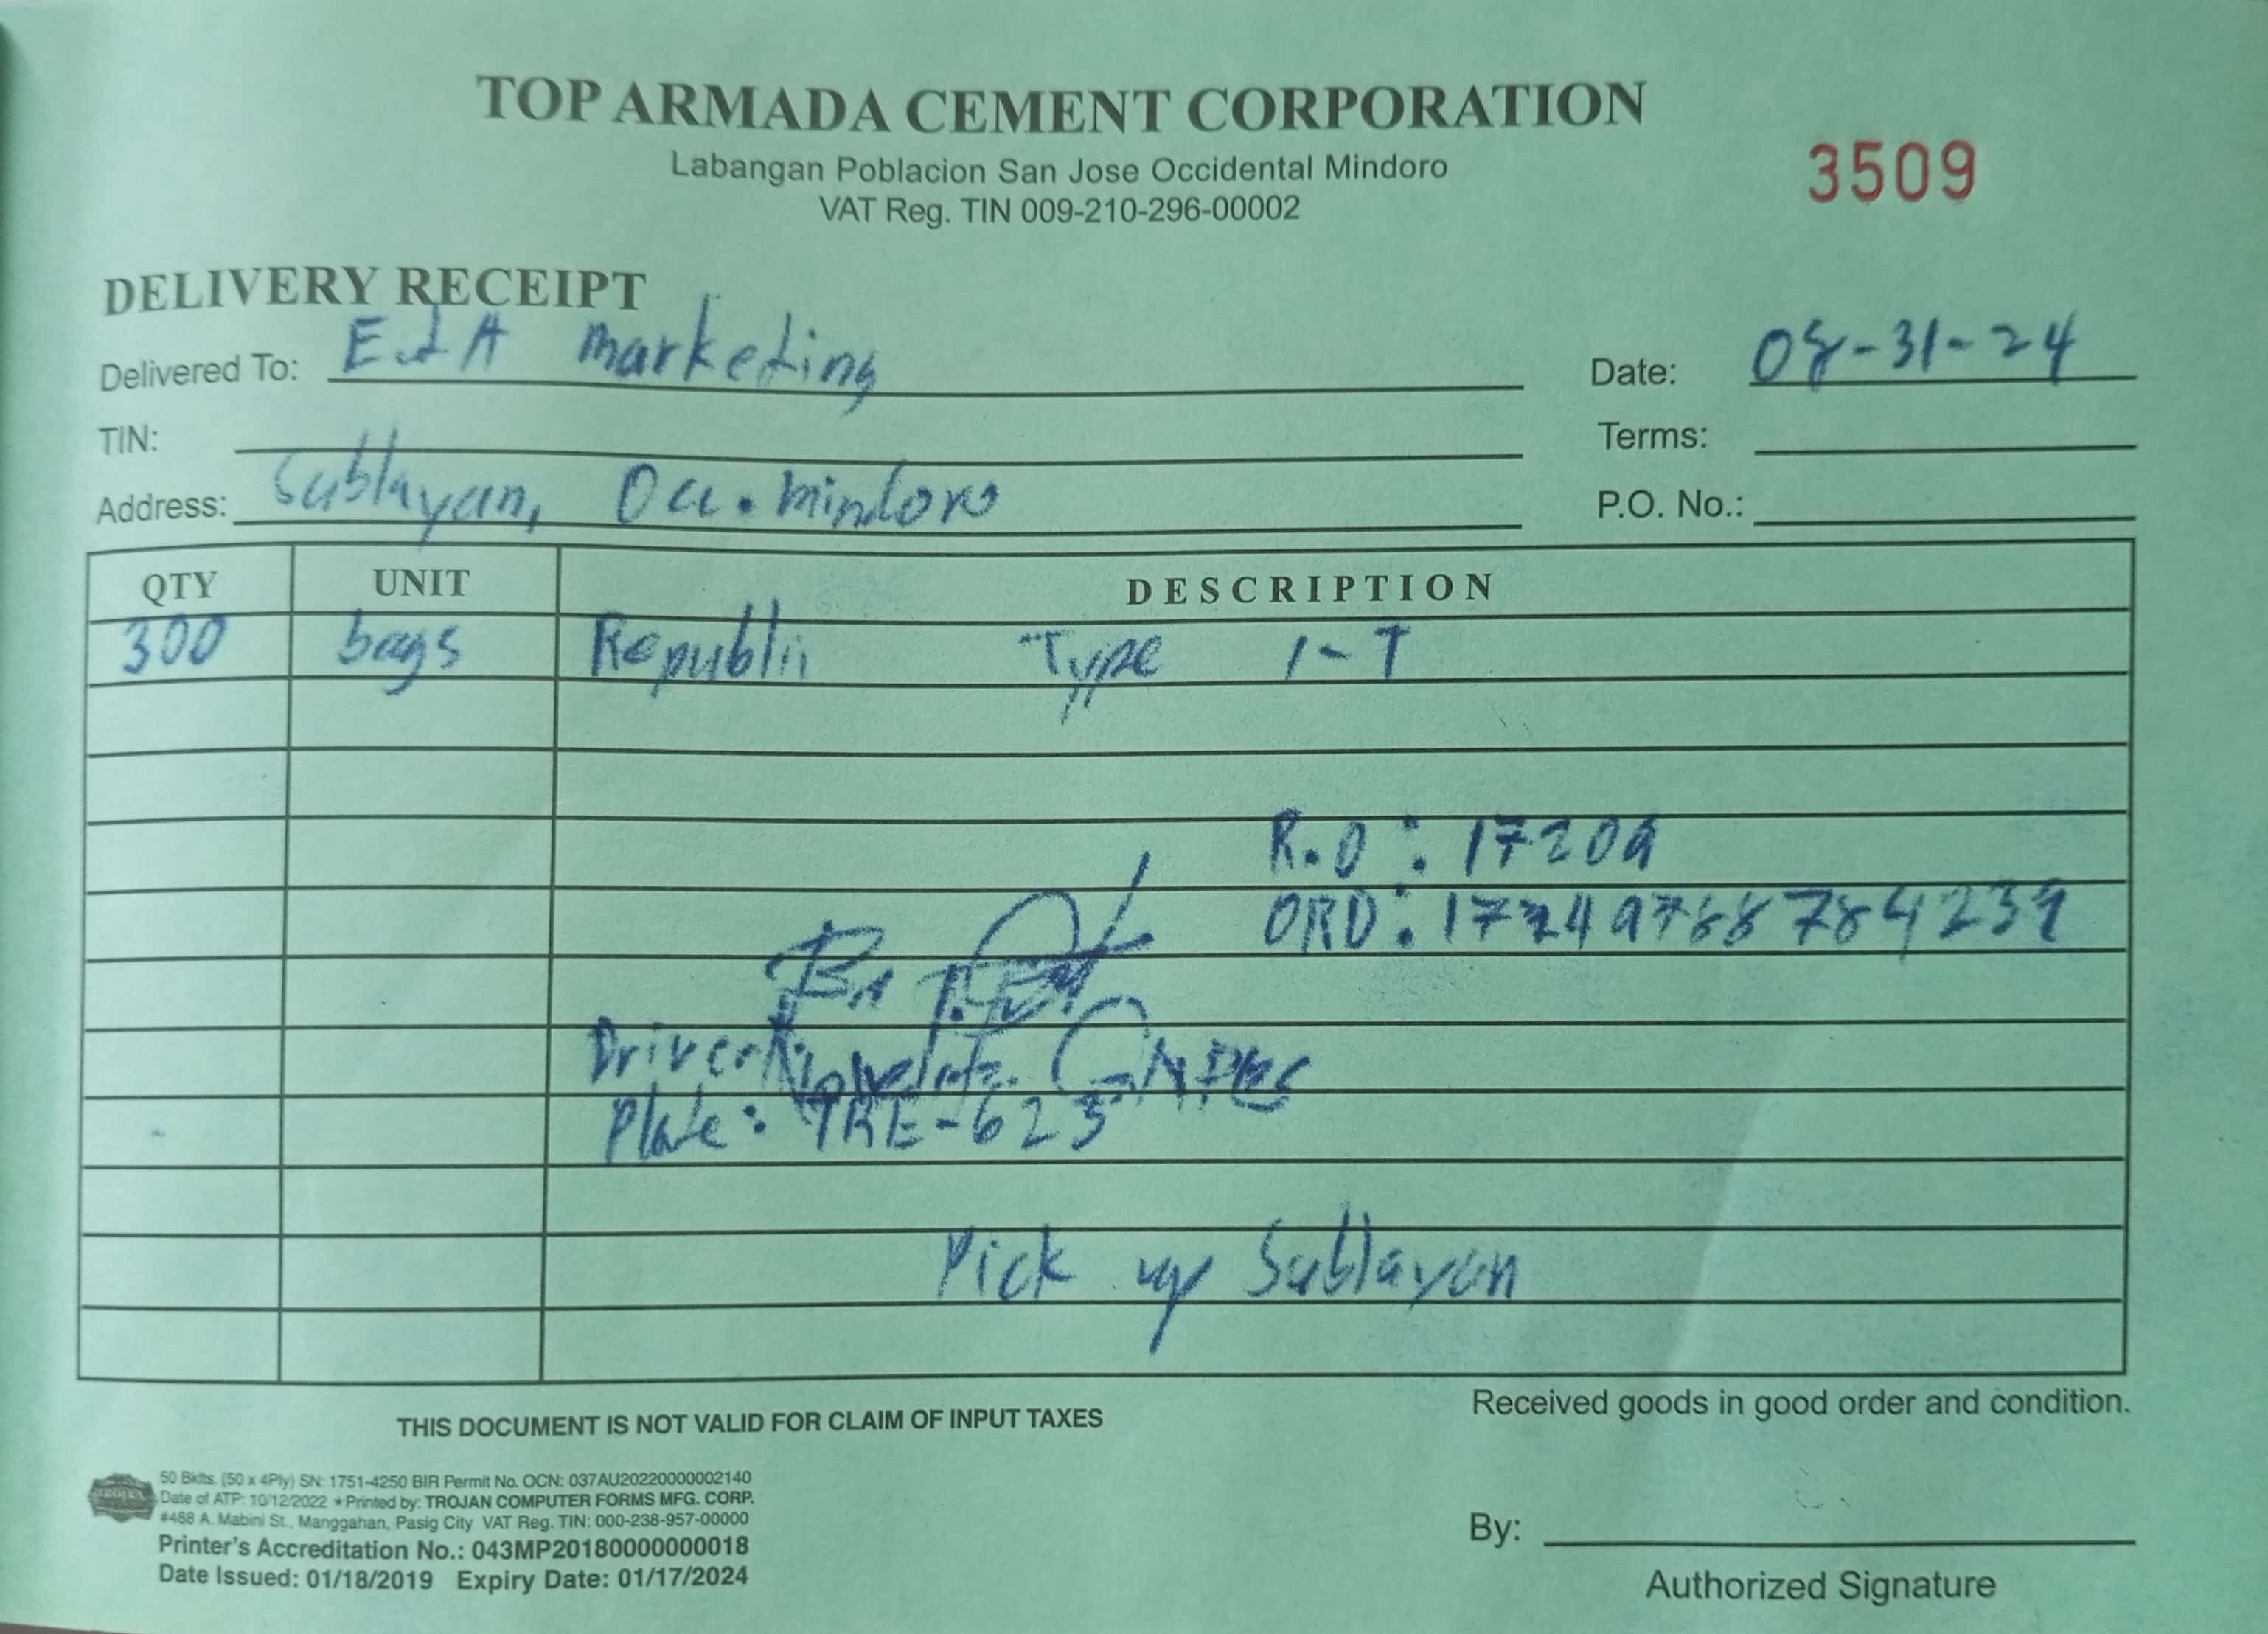 TOP ARMADA CEMENT CORPORATION
Labangan Poblacion San Jose Occidental Mindoro
VAT Reg. TIN 009-210-296-00002
3509
DELIVERY RECEIPT
Delivered To: E.J.A marketing
Date: 08-31-24
TIN:
Terms:
Address: Sablayan, Occ. Mindoro
P.O. No.:
QTY UNIT DESCRIPTION
300 bags Republic Type 1-T
R.O: 17209
ORD:
Driver
Plate: TRE-623
Pick up Sablayan
THIS DOCUMENT IS NOT VALID FOR CLAIM OF INPUT TAXES
Received goods in good order and condition.
50 Bklts. (50 x 4Ply) SN: 1751-4250 BIR Permit No. OCN: 037AU20220000002140
Date of ATP: 10/12/2022 * Printed by: TROJAN COMPUTER FORMS MFG. CORP.
#488 A. Mabini St., Manggahan, Pasig City VAT Reg. TIN: 000-238-957-00000
Printer's Accreditation No.: 043MP20180000000018
Date Issued: 01/18/2019 Expiry Date: 01/17/2024
By:
Authorized Signature